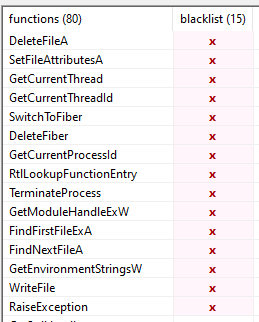 functions (80) blacklist (15)
DeleteFileA x
SetFileAttributesA x
GetCurrentThread x
GetCurrentThreadId x
SwitchToFiber x
DeleteFiber x
GetCurrentProcessId x
RtlLookupFunctionEntry x
TerminateProcess x
GetModuleHandleExW x
FindFirstFileExA x
FindNextFileA x
GetEnvironmentStringsW x
WriteFile x
RaiseException x